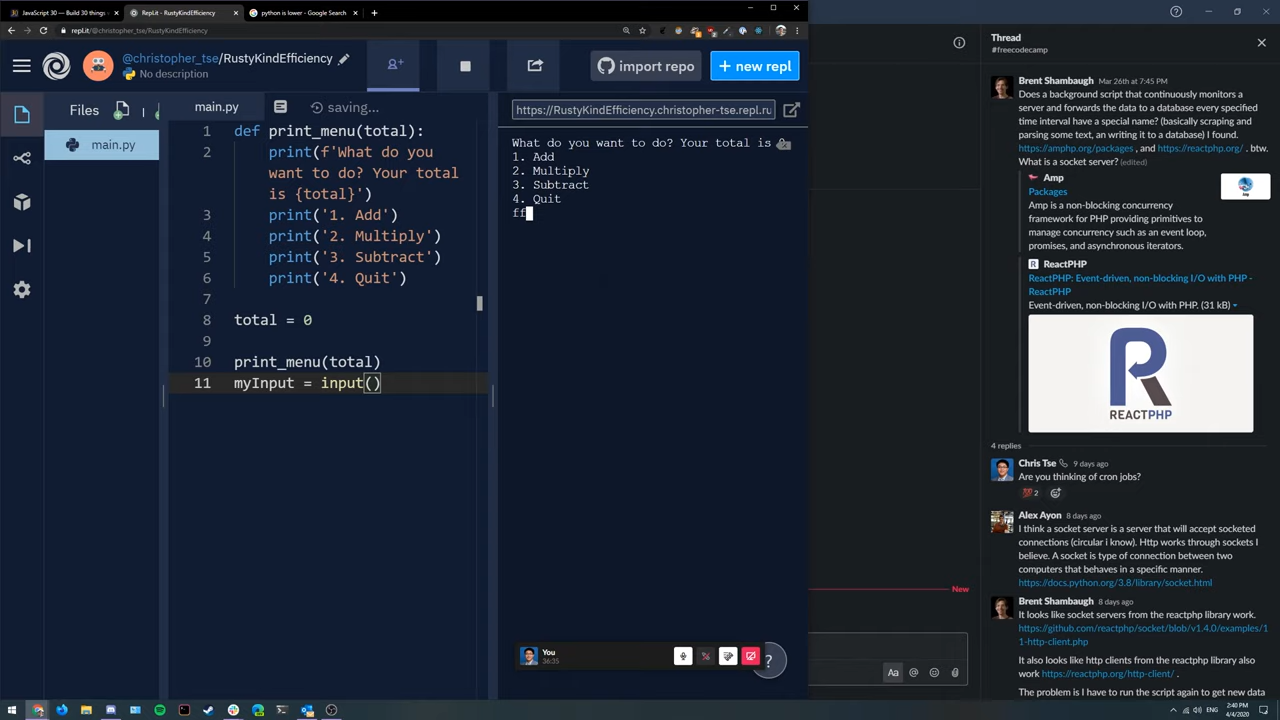 JavaScript 30 — Build 30 things
Repl.it - RustyKindEfficiency
python is lower - Google Search
repl.it/@christopher_tse/RustyKindEfficiency
@christopher_tse/RustyKindEfficiency
No description
import repo
+ new repl
Files
main.py
main.py
saving...
1 def print_menu(total):
2 print(f'What do you
want to do? Your total
is {total}')
3 print('1. Add')
4 print('2. Multiply')
5 print('3. Subtract')
6 print('4. Quit')
7
8 total = 0
9
10 print_menu(total)
11 myInput = input()
https://RustyKindEfficiency.christopher-tse.repl.ru
What do you want to do? Your total is
1. Add
2. Multiply
3. Subtract
4. Quit
ff
You
36:35
?
Thread
#freecodecamp
Brent Shambaugh Mar 26th at 7:45 PM
Does a background script that continuously monitors a
server and forwards the data to a database every specified
time interval have a special name? (basically scraping and
parsing some text, an writing it to a database) I found.
https://amphp.org/packages , and https://reactphp.org/ . btw.
What is a socket server? (edited)
Amp
Packages
Amp is a non-blocking concurrency
framework for PHP providing primitives to
manage concurrency such as an event loop,
promises, and asynchronous iterators.
ReactPHP
ReactPHP: Event-driven, non-blocking I/O with PHP -
ReactPHP
Event-driven, non-blocking I/O with PHP. (31 kB)
REACTPHP
4 replies
Chris Tse 9 days ago
Are you thinking of cron jobs?
2
Alex Ayon 8 days ago
I think a socket server is a server that will accept socketed
connections (circular i know). Http works through sockets I
believe. A socket is type of connection between two
computers that behaves in a specific manner.
https://docs.python.org/3.8/library/socket.html
New
Brent Shambaugh 8 days ago
It looks like socket servers from the reactphp library work.
https://github.com/reactphp/socket/blob/v1.4.0/examples/1
1-http-client.php
It also looks like http clients from the reactphp library also
work https://reactphp.org/http-client/ .
The problem is I have to run the script again to get new data
Aa
ENG
2:40 PM
4/4/2020